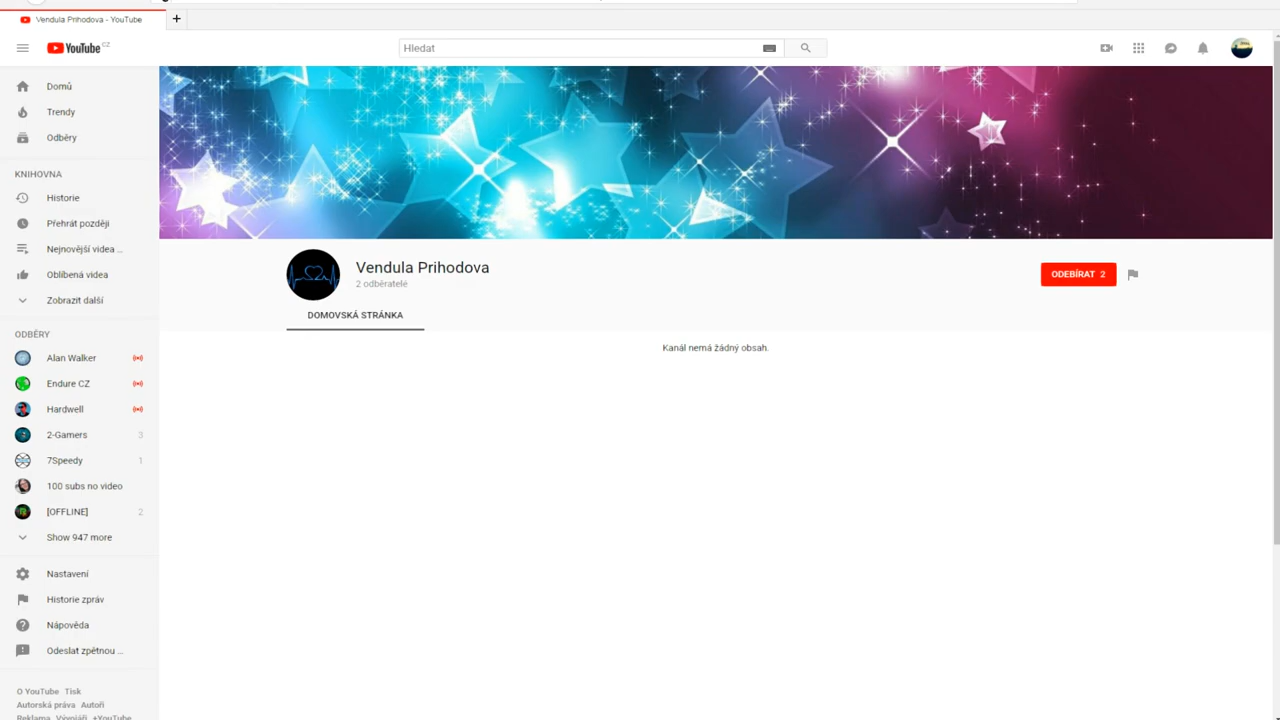 Vendula Prihodova - YouTube
YouTube CZ
Hledat
Domů
Trendy
Odběry
KNIHOVNA
Historie
Přehrát později
Nejnovější videa ...
Oblíbená videa
Zobrazit další
ODBĚRY
Alan Walker
Endure CZ
Hardwell
2-Gamers 3
7Speedy 1
100 subs no video
[OFFLINE] 2
Show 947 more
Nastavení
Historie zpráv
Nápověda
Odeslat zpětnou ...
O YouTube Tisk
Autorská práva Autoři
Reklama Vývojáři +YouTube
Vendula Prihodova
2 odběratelé
ODEBÍRAT 2
DOMOVSKÁ STRÁNKA
Kanál nemá žádný obsah.